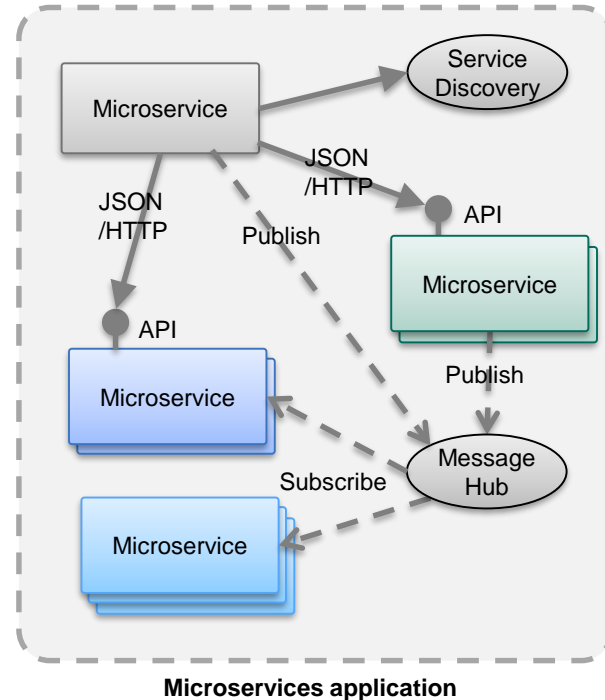 Service
Discovery
Microservice
JSON
/HTTP
JSON
/HTTP
API
Publish
Microservice
API
Publish
Microservice
Message
Hub
Subscribe
Microservice
Microservices application